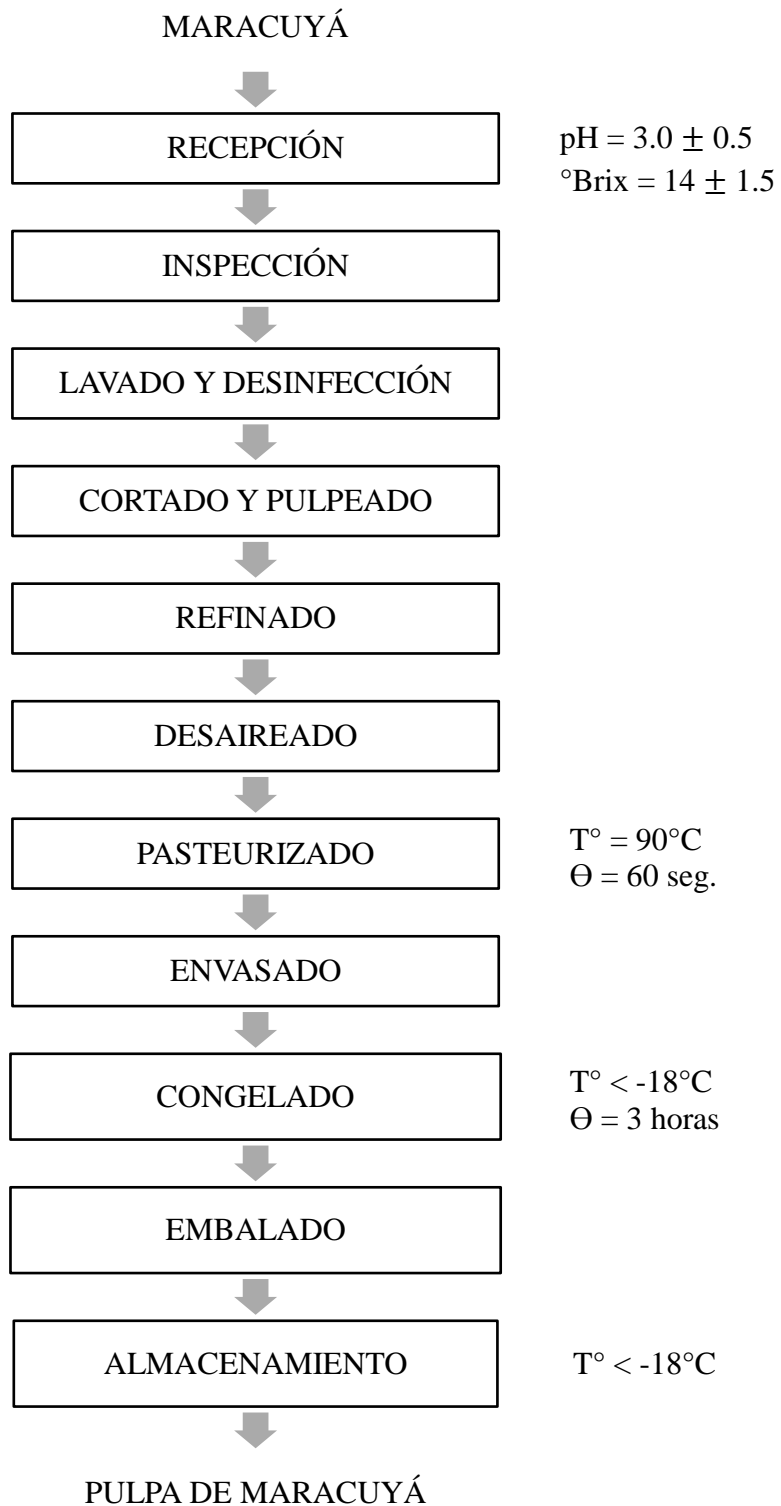 MARACUYÁ
RECEPCIÓN
pH = 3.0 ± 0.5
°Brix = 14 ± 1.5
INSPECCIÓN
LAVADO Y DESINFECCIÓN
CORTADO Y PULPEADO
REFINADO
DESAIREADO
PASTEURIZADO
T° = 90°C
ϴ = 60 seg.
ENVASADO
CONGELADO
T° < -18°C
ϴ = 3 horas
EMBALADO
ALMACENAMIENTO
T° < -18°C
PULPA DE MARACUYÁ